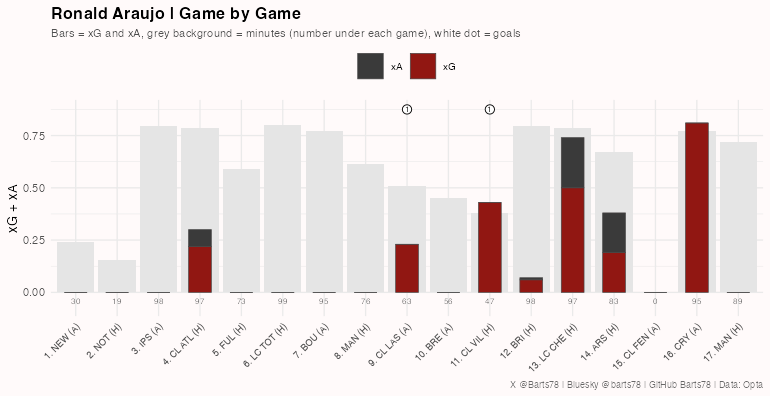 Ronald Araujo I Game by Game
Bars = xG and xA, grey background = minutes (number under each game), white dot = goals
xA xG
1 1
xG + xA
0.75
0.50
0.25
0.00
30 19 98 97 73 99 95 76 63 56 47 98 97 83 0 95 89
1. NEW (A)
2. NOT (H)
3. IPS (A)
4. CL ATL (H)
5. FUL (H)
6. LC TOT (H)
7. BOU (A)
8. MAN (H)
9. CL LAS (A)
10. BRE (A)
11. CL VIL (H)
12. BRI (H)
13. LC CHE (H)
14. ARS (H)
15. CL FEN (A)
16. CRY (A)
17. MAN (H)
X @Barts78 | Bluesky @barts78 | GitHub Barts78 | Data: Opta